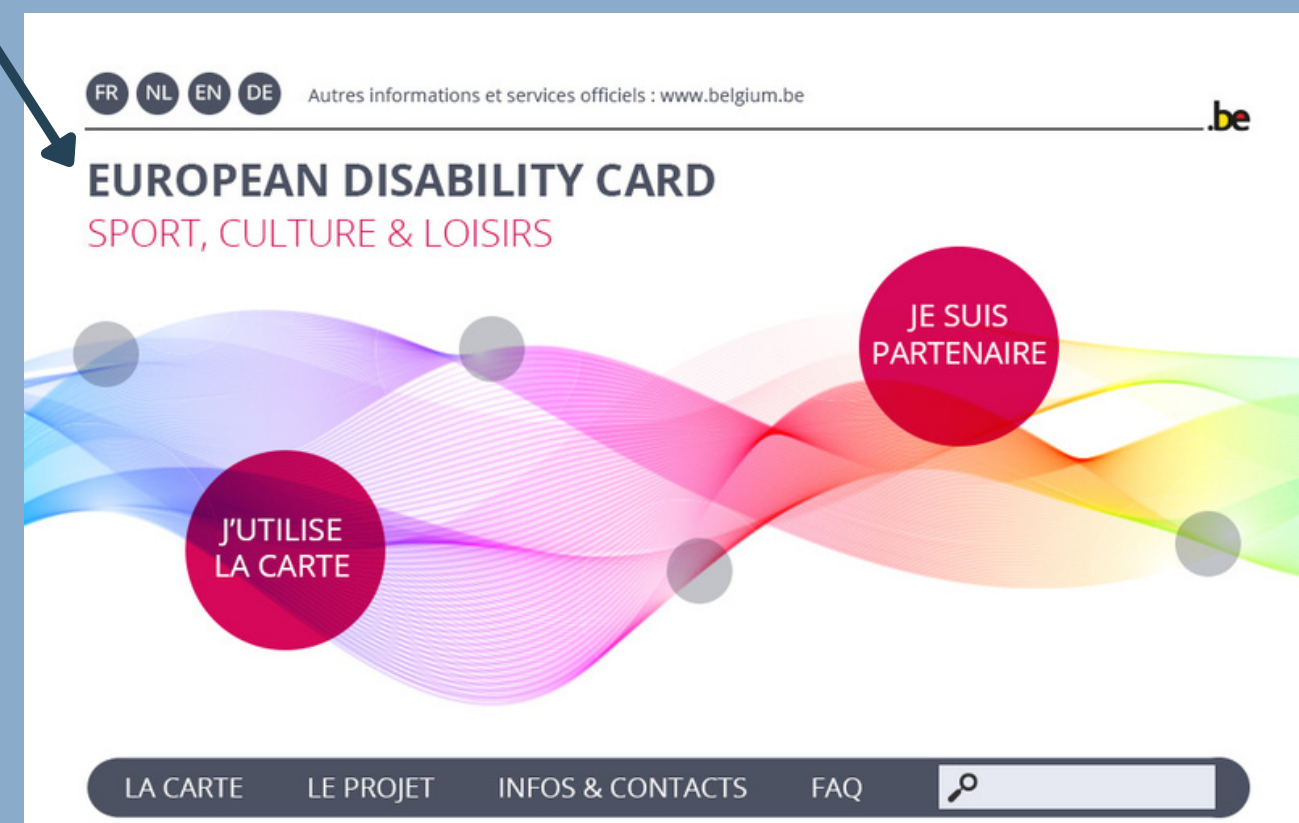 FR NL EN DE Autres informations et services officiels : www.belgium.be
.be
EUROPEAN DISABILITY CARD
SPORT, CULTURE & LOISIRS
JE SUIS
PARTENAIRE
J'UTILISE
LA CARTE
LA CARTE LE PROJET INFOS & CONTACTS FAQ